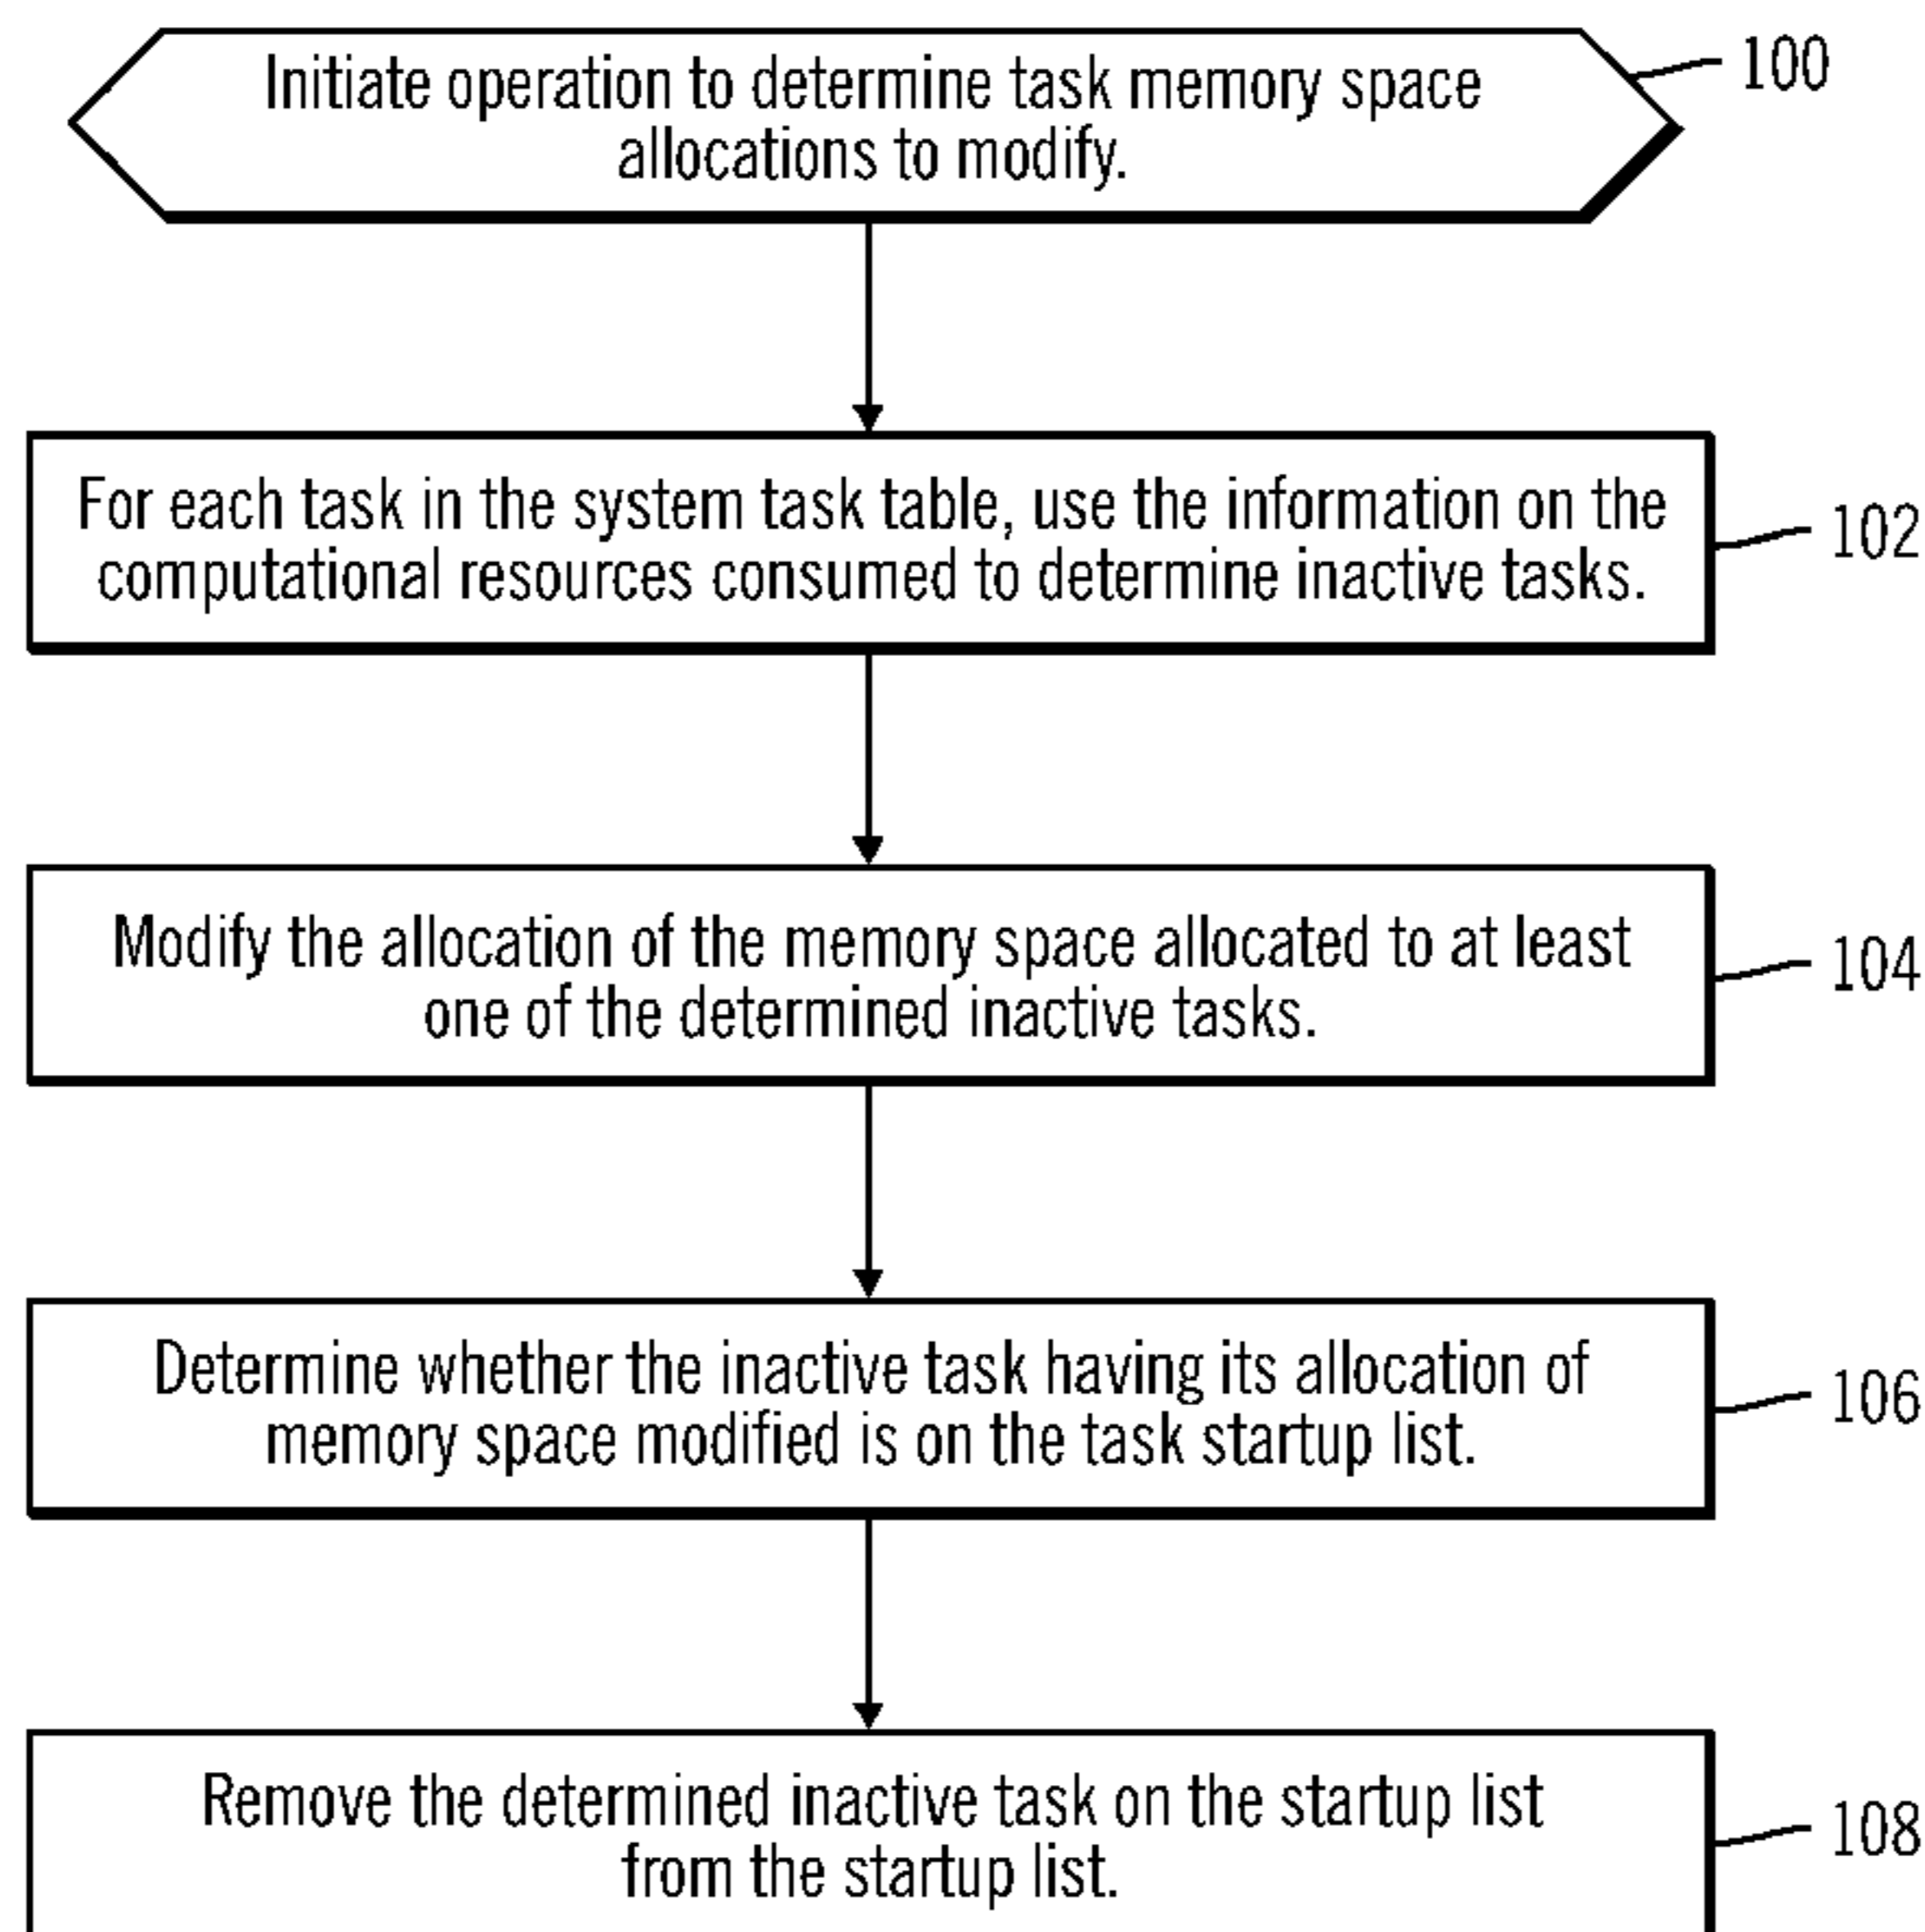 Initiate operation to determine task memory space
allocations to modify.
100
For each task in the system task table, use the information on the
computational resources consumed to determine inactive tasks.
102
Modify the allocation of the memory space allocated to at least
one of the determined inactive tasks.
104
Determine whether the inactive task having its allocation of
memory space modified is on the task startup list.
106
Remove the determined inactive task on the startup list
from the startup list.
108